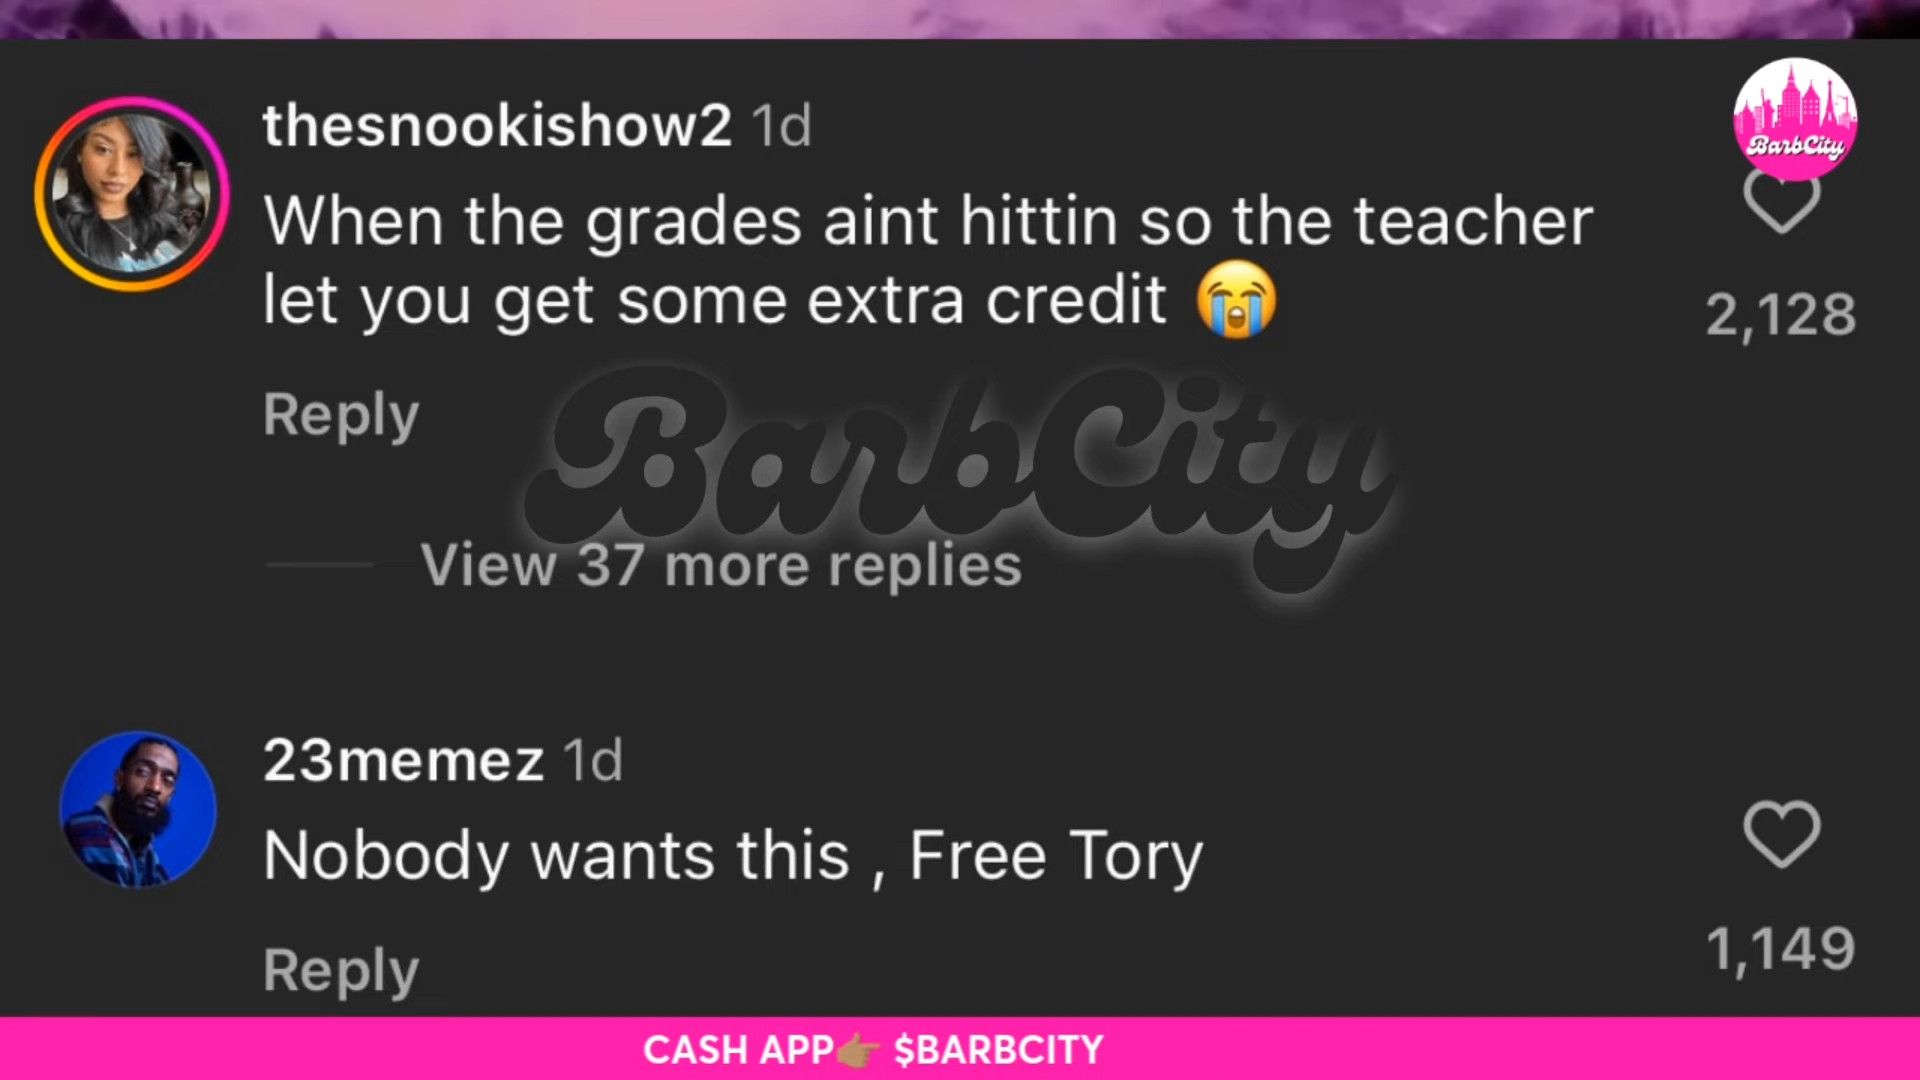 thesnookishow2 1d
BarbCity
When the grades aint hittin so the teacher
let you get some extra credit 😭
2,128
Reply
BarbCity
View 37 more replies
23memez 1d
Nobody wants this , Free Tory
Reply
1,149
CASH APP👉🏽 $BARBCITY